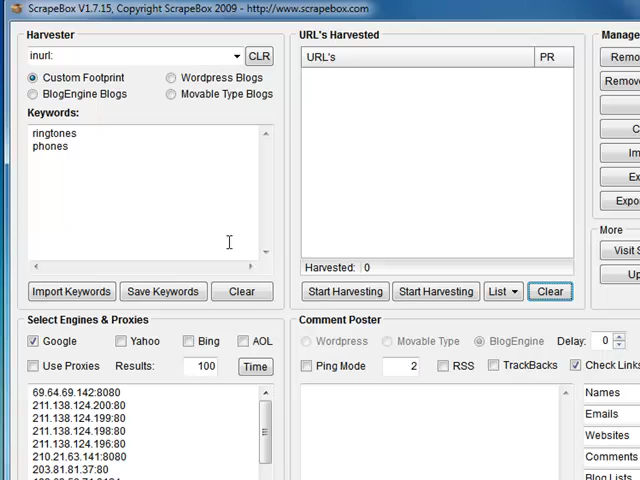 ScrapeBox V1.7.15, Copyright ScrapeBox 2009 - http://www.scrapebox.com
Harvester
inurl:
CLR
Custom Footprint
Wordpress Blogs
BlogEngine Blogs
Movable Type Blogs
Keywords:
ringtones
phones
Import Keywords
Save Keywords
Clear
URL's Harvested
URL's
PR
Harvested: 0
Start Harvesting
Start Harvesting
List
Clear
Manage
Remo
Remove
C
Im
Ex
Expo
More
Visit S
Up
Select Engines & Proxies
Google
Yahoo
Bing
AOL
Use Proxies
Results:
100
Time
69.64.69.142:8080
211.138.124.200:80
211.138.124.199:80
211.138.124.198:80
211.138.124.196:80
210.21.63.141:8080
203.81.81.37:80
Comment Poster
Wordpress
Movable Type
BlogEngine
Delay:
0
Ping Mode
2
RSS
TrackBacks
Check Links
Names
Emails
Websites
Comments
Blog Lists